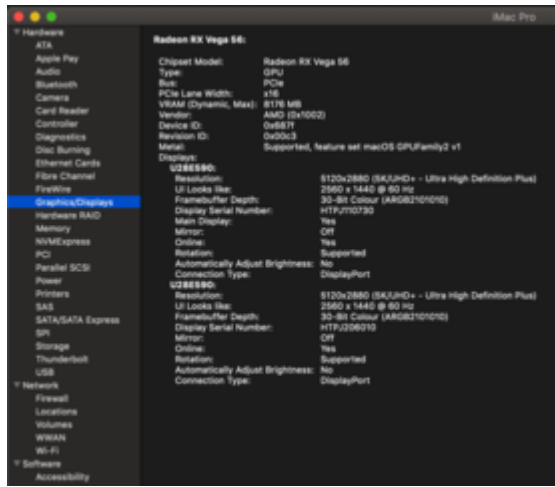 iMac Pro
Hardware
ATA
Apple Pay
Audio
Bluetooth
Camera
Card Reader
Controller
Diagnostics
Disc Burning
Ethernet Cards
Fibre Channel
FireWire
Graphics/Displays
Hardware RAID
Memory
NVMExpress
PCI
Parallel SCSI
Power
Printers
SAS
SATA/SATA Express
SPI
Storage
Thunderbolt
USB
Network
Firewall
Locations
Volumes
WWAN
Wi-Fi
Software
Accessibility
Radeon RX Vega 56:
Chipset Model: Radeon RX Vega 56
Type: GPU
Bus: PCIe
PCIe Lane Width: x16
VRAM (Dynamic, Max): 8176 MB
Vendor: AMD (0x1002)
Device ID: 0x687f
Revision ID: 0x00c3
Metal: Supported, feature set macOS GPUFamily2 v1
Displays:
U28E590:
Resolution: 5120x2880 (5K/UHD+ - Ultra High Definition Plus)
UI Looks like: 2560 x 1440 @ 60 Hz
Framebuffer Depth: 30-Bit Colour (ARGB2101010)
Display Serial Number: HTPJ110730
Main Display: Yes
Mirror: Off
Online: Yes
Rotation: Supported
Automatically Adjust Brightness: No
Connection Type: DisplayPort
U28E590:
Resolution: 5120x2880 (5K/UHD+ - Ultra High Definition Plus)
UI Looks like: 2560 x 1440 @ 60 Hz
Framebuffer Depth: 30-Bit Colour (ARGB2101010)
Display Serial Number: HTPJ206010
Mirror: Off
Online: Yes
Rotation: Supported
Automatically Adjust Brightness: No
Connection Type: DisplayPort